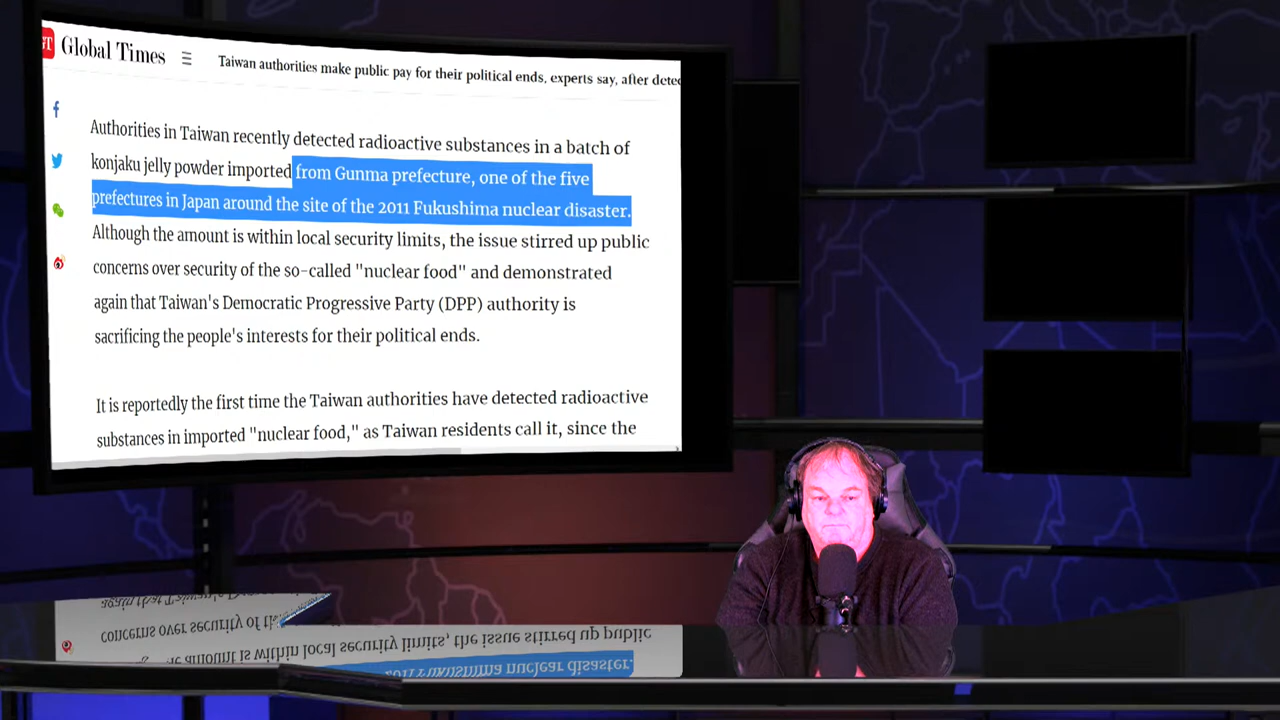 GT Global Times
Taiwan authorities make public pay for their political ends, experts say, after detec
Authorities in Taiwan recently detected radioactive substances in a batch of
konjaku jelly powder imported from Gunma prefecture, one of the five
prefectures in Japan around the site of the 2011 Fukushima nuclear disaster.
Although the amount is within local security limits, the issue stirred up public
concerns over security of the so-called "nuclear food" and demonstrated
again that Taiwan's Democratic Progressive Party (DPP) authority is
sacrificing the people's interests for their political ends.
It is reportedly the first time the Taiwan authorities have detected radioactive
substances in imported "nuclear food," as Taiwan residents call it, since the